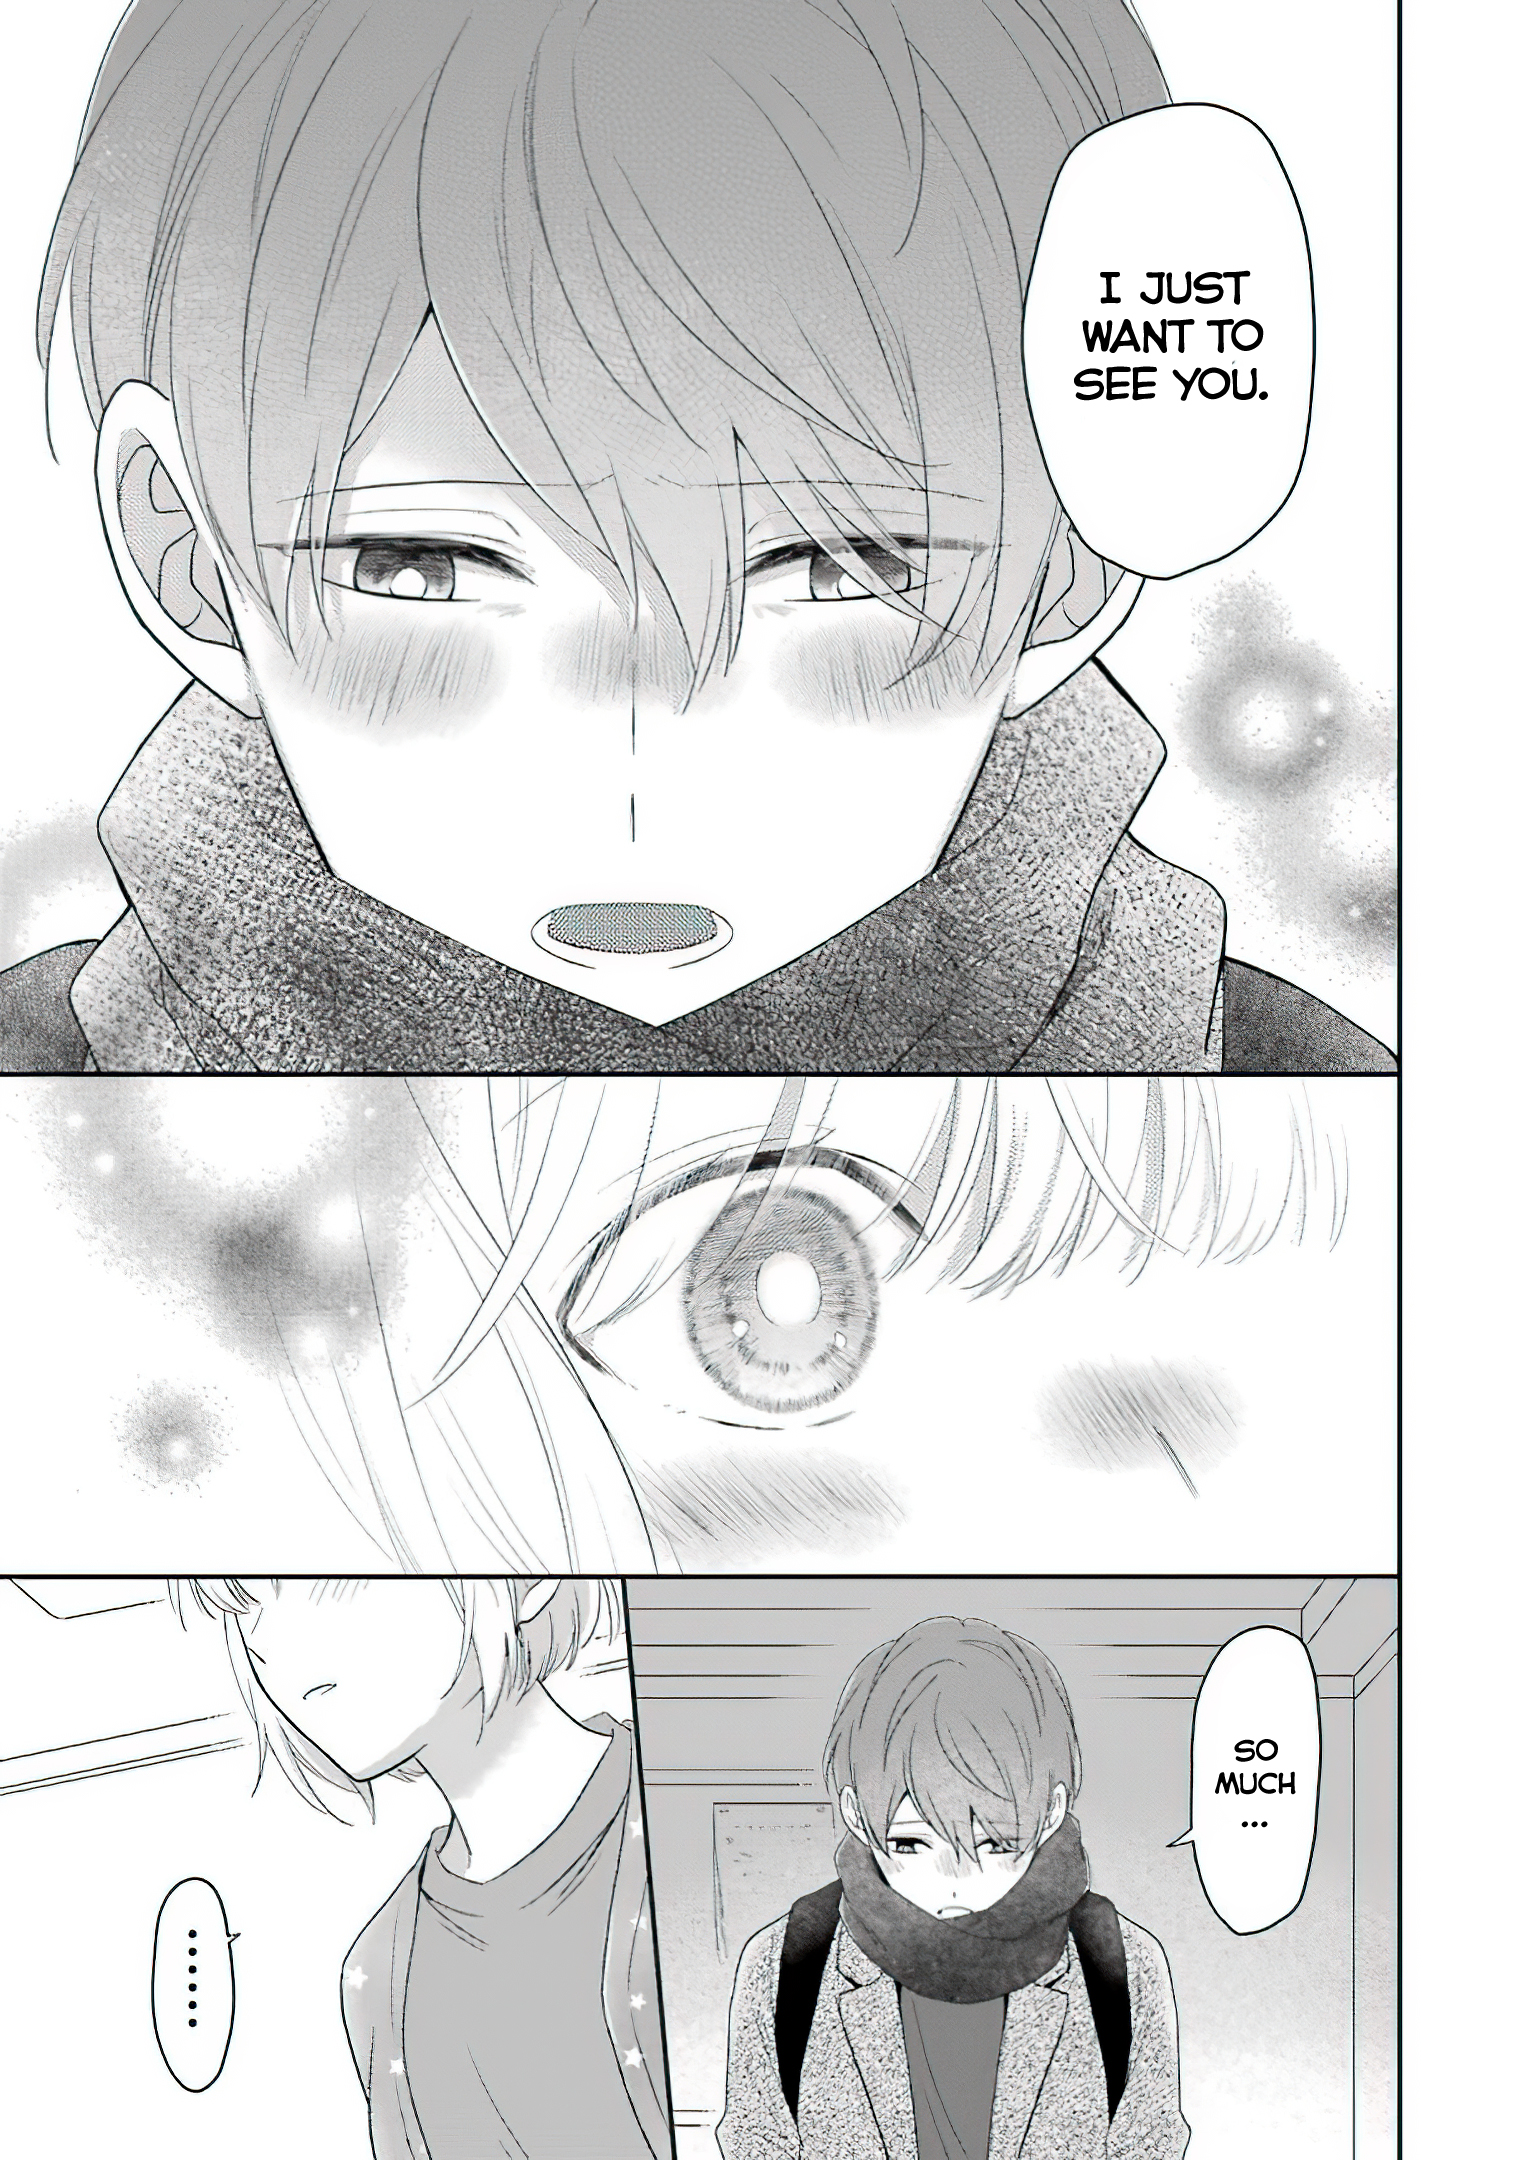 I JUST
WANT TO
SEE YOU.
SO
MUCH
...
......